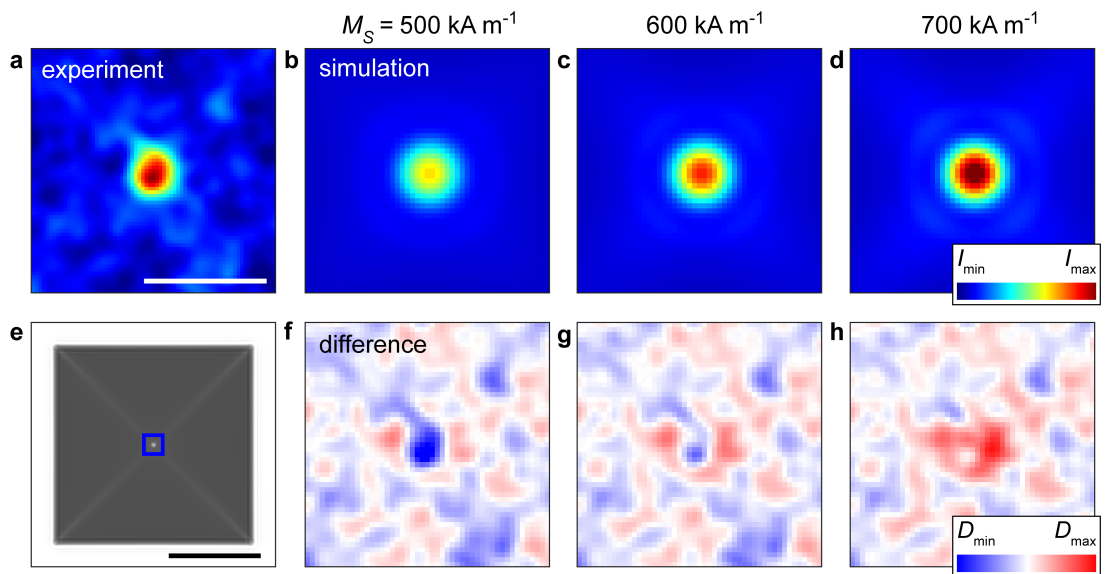 M_S = 500 kA m⁻¹ 600 kA m⁻¹ 700 kA m⁻¹
a experiment b simulation c d
I_min I_max
e f difference g h
D_min D_max